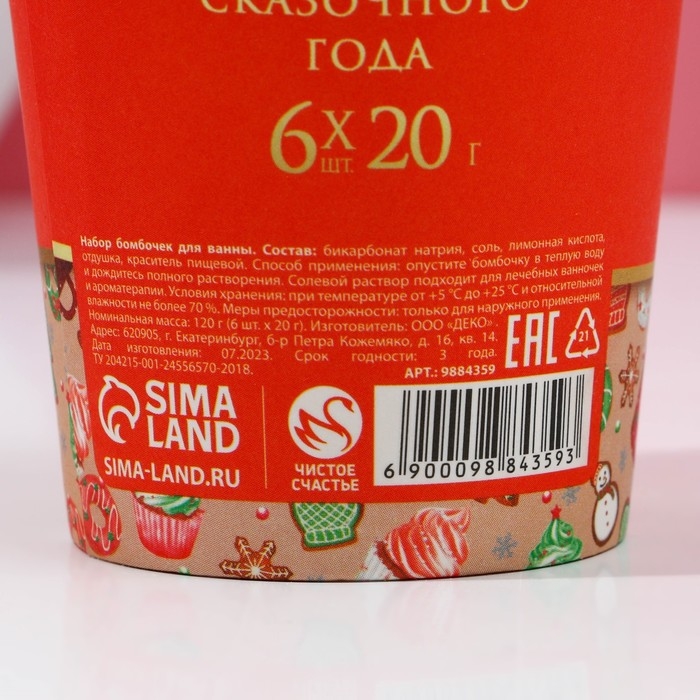 СКАЗОЧНОГО
ГОДА
6 ШТ. X 20 Г
Набор бомбочек для ванны. Состав: бикарбонат натрия, соль, лимонная кислота,
отдушка, краситель пищевой. Способ применения: опустите бомбочку в теплую воду
и дождитесь полного растворения. Солевой раствор подходит для лечебных ванночек
и ароматерапии. Условия хранения: при температуре от +5 °С до +25 °С и относительной
влажности не более 70 %. Меры предосторожности: только для наружного применения.
Номинальная масса: 120 г (6 шт. х 20 г). Изготовитель: ООО «ДЕКО» .
Адрес: 620905, г. Екатеринбург, б-р Петра Кожемяко, д. 16, кв. 14.
Дата изготовления: 07.2023. Срок годности: 3 года.
ТУ 204215-001-24556570-2018.
АРТ.: 9884359
EAC
21
SIMA
LAND
SIMA-LAND.RU
ЧИСТОЕ
СЧАСТЬЕ
6 900098 843593